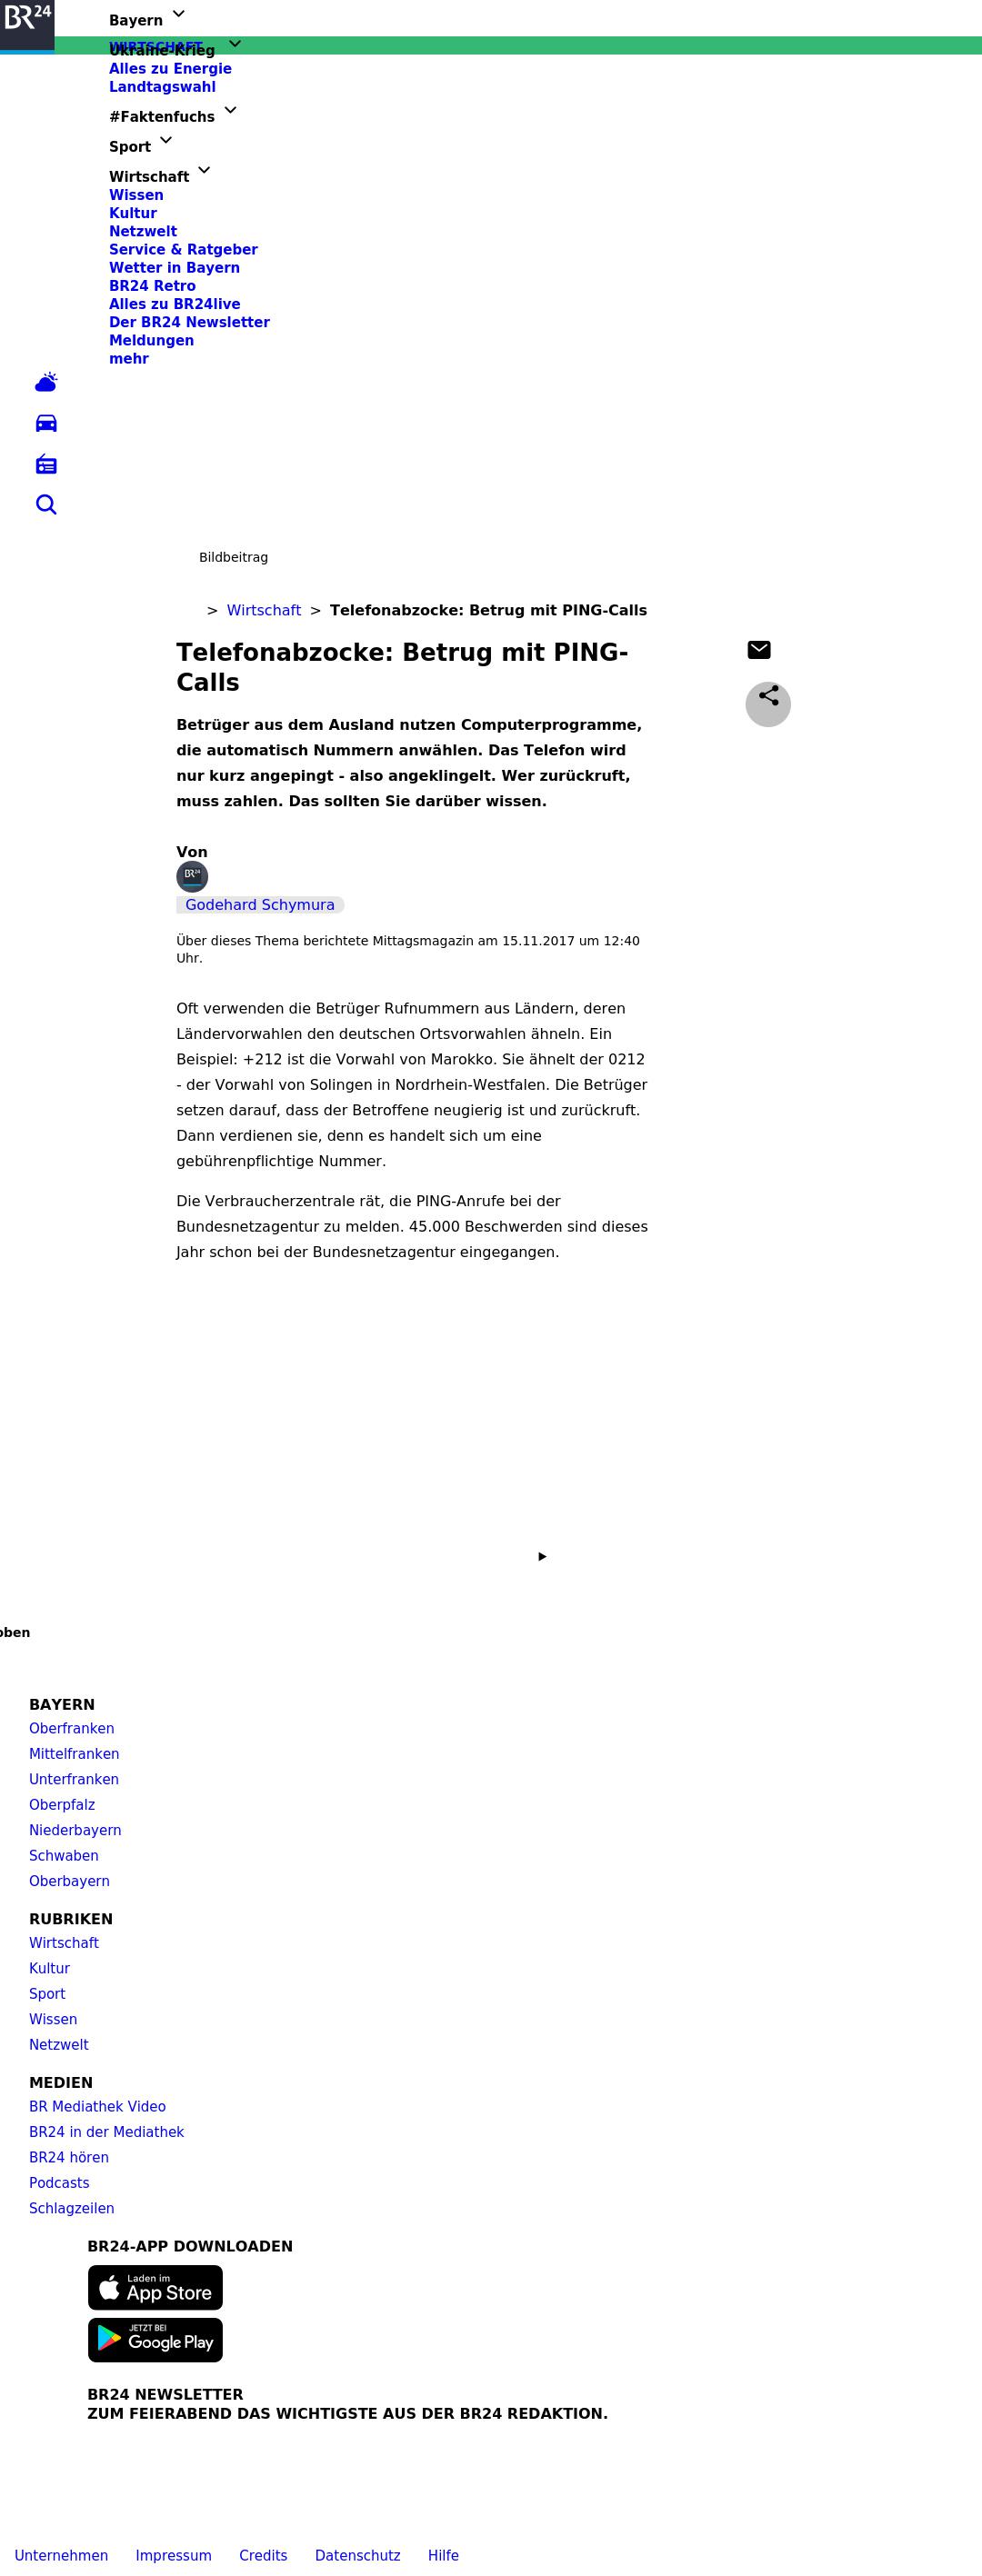 BR24
Bayern
WIRTSCHAFT
Ukraine-Krieg
Alles zu Energie
Landtagswahl
#Faktenfuchs
Sport
Wirtschaft
Wissen
Kultur
Netzwelt
Service & Ratgeber
Wetter in Bayern
BR24 Retro
Alles zu BR24live
Der BR24 Newsletter
Meldungen
mehr
Bildbeitrag
> Wirtschaft > Telefonabzocke: Betrug mit PING-Calls
Telefonabzocke: Betrug mit PING-
Calls
Betrüger aus dem Ausland nutzen Computerprogramme,
die automatisch Nummern anwählen. Das Telefon wird
nur kurz angepingt - also angeklingelt. Wer zurückruft,
muss zahlen. Das sollten Sie darüber wissen.
Von
BR24
Godehard Schymura
Über dieses Thema berichtete Mittagsmagazin am 15.11.2017 um 12:40
Uhr.
Oft verwenden die Betrüger Rufnummern aus Ländern, deren
Ländervorwahlen den deutschen Ortsvorwahlen ähneln. Ein
Beispiel: +212 ist die Vorwahl von Marokko. Sie ähnelt der 0212
- der Vorwahl von Solingen in Nordrhein-Westfalen. Die Betrüger
setzen darauf, dass der Betroffene neugierig ist und zurückruft.
Dann verdienen sie, denn es handelt sich um eine
gebührenpflichtige Nummer.
Die Verbraucherzentrale rät, die PING-Anrufe bei der
Bundesnetzagentur zu melden. 45.000 Beschwerden sind dieses
Jahr schon bei der Bundesnetzagentur eingegangen.
oben
BAYERN
Oberfranken
Mittelfranken
Unterfranken
Oberpfalz
Niederbayern
Schwaben
Oberbayern
RUBRIKEN
Wirtschaft
Kultur
Sport
Wissen
Netzwelt
MEDIEN
BR Mediathek Video
BR24 in der Mediathek
BR24 hören
Podcasts
Schlagzeilen
BR24-APP DOWNLOADEN
Laden im
App Store
JETZT BEI
Google Play
BR24 NEWSLETTER
ZUM FEIERABEND DAS WICHTIGSTE AUS DER BR24 REDAKTION.
Unternehmen Impressum Credits Datenschutz Hilfe